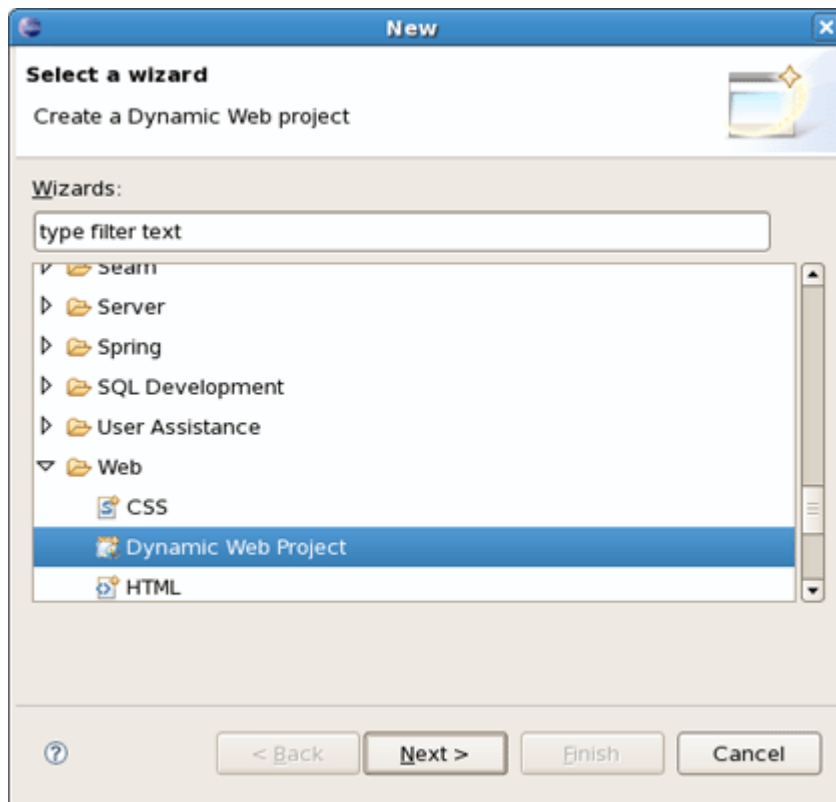 New
Select a wizard
Create a Dynamic Web project
Wizards:
type filter text
Seam
Server
Spring
SQL Development
User Assistance
Web
CSS
Dynamic Web Project
HTML
< Back Next > Finish Cancel